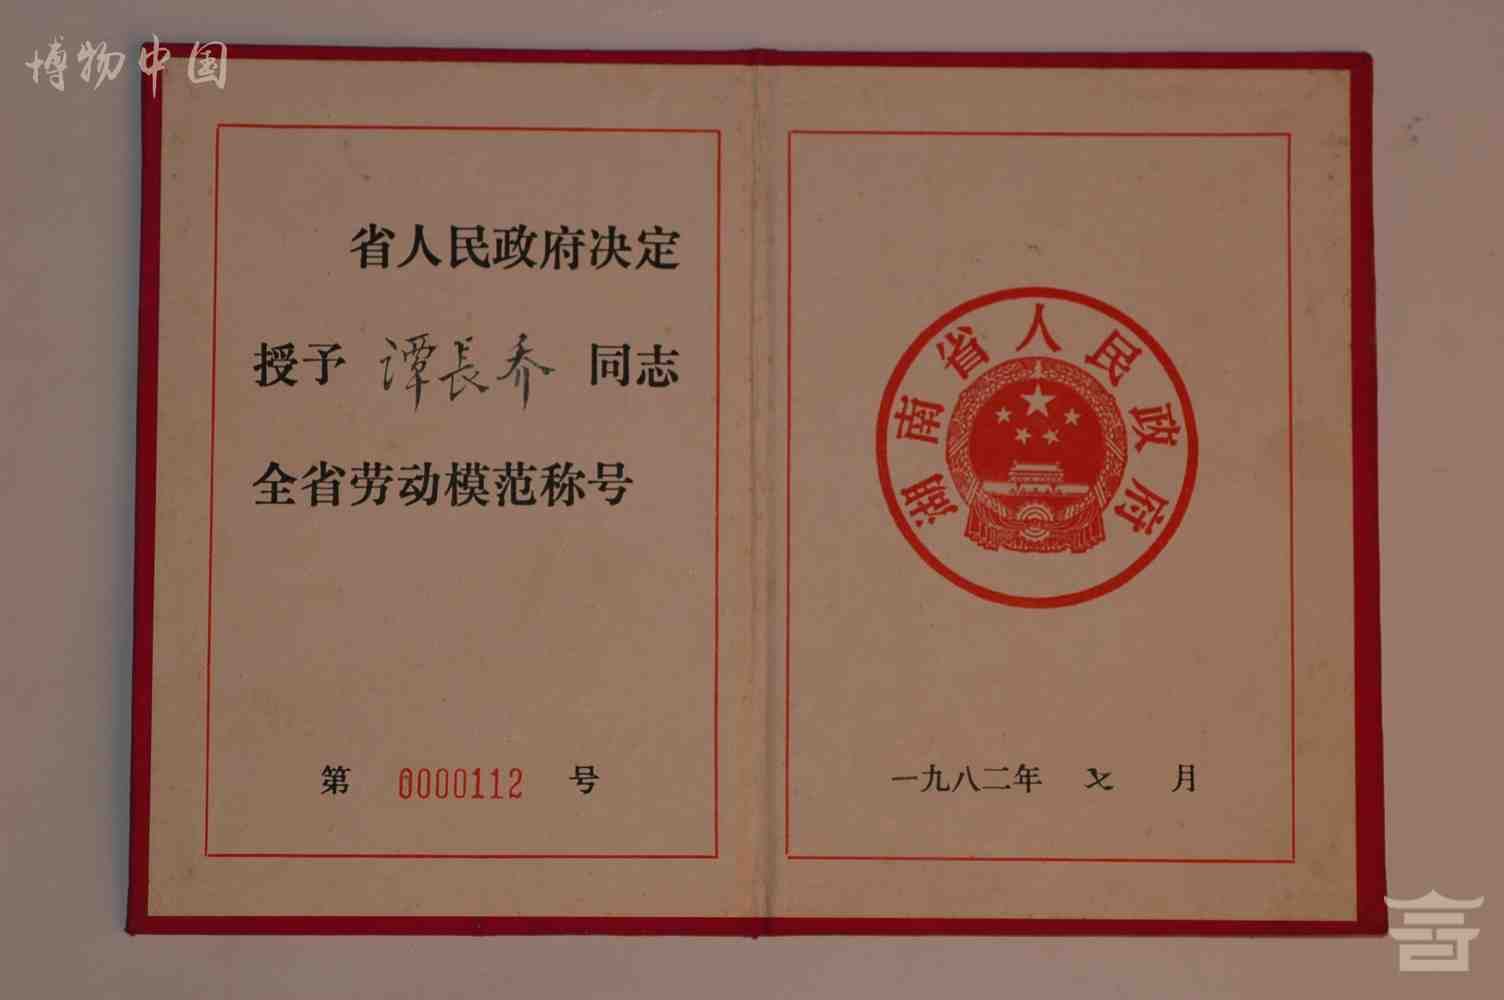 博物中国
省人民政府决定
授予 谭長乔 同志
全省劳动模范称号
第 0000112 号
湖南省人民政府
一九八二年 七 月